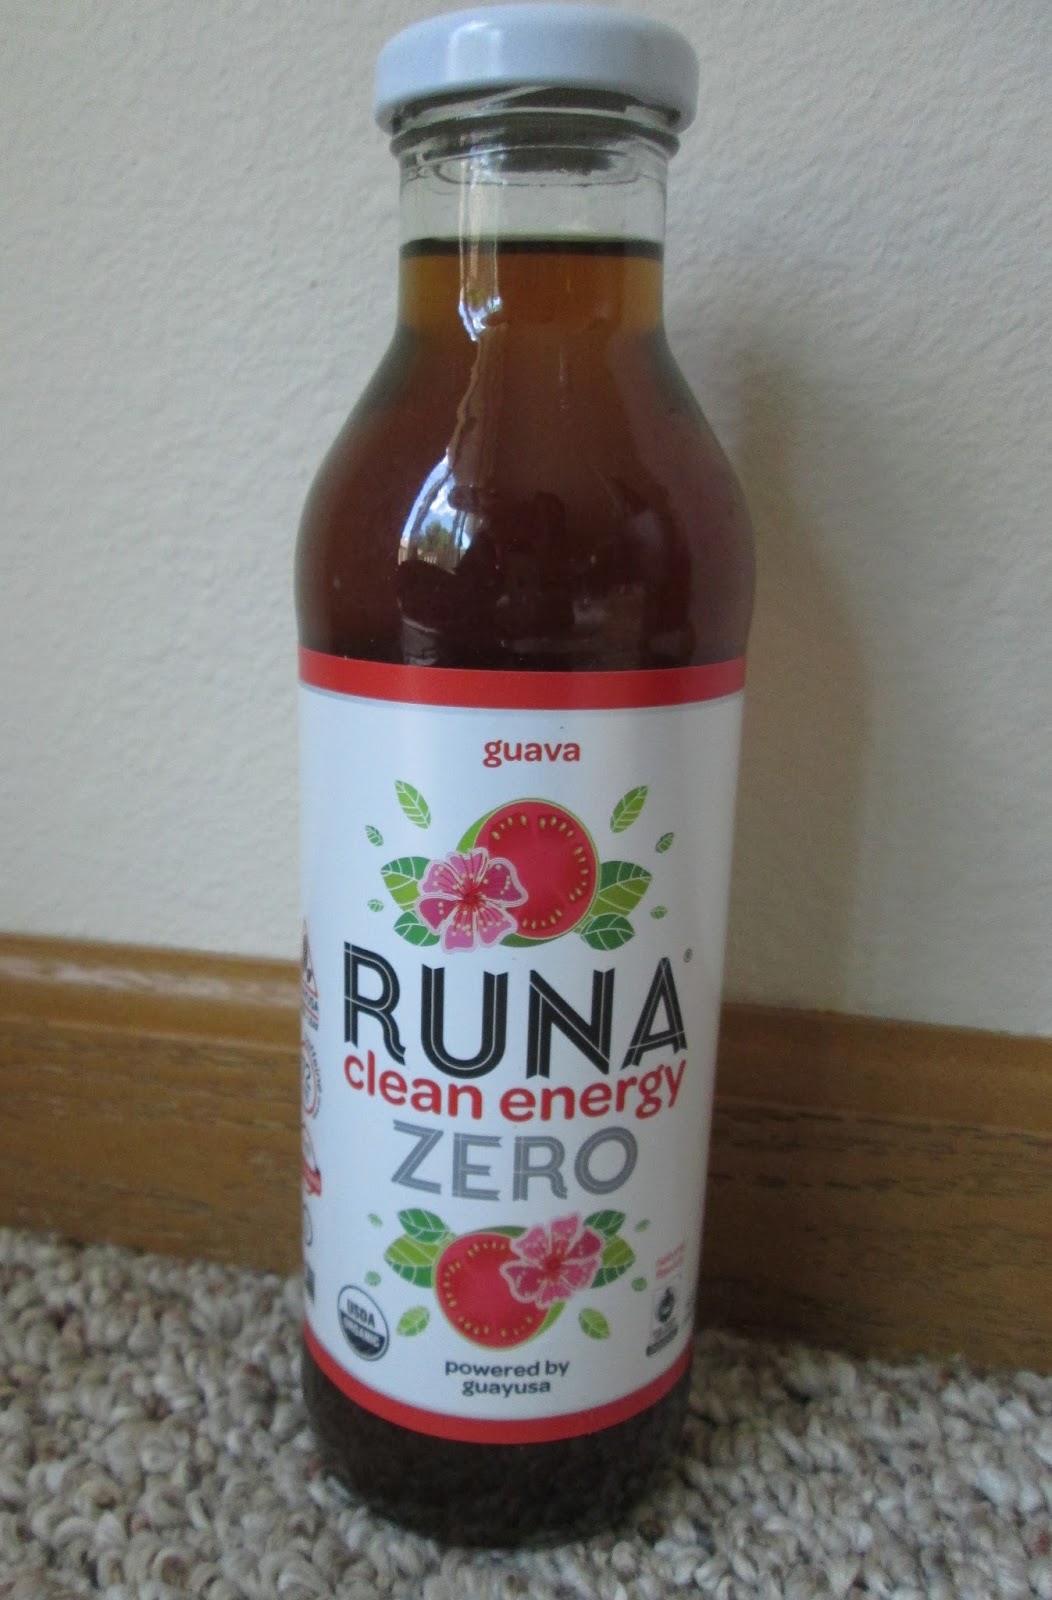 guava
RUNA®
clean energy
ZERO
USDA
ORGANIC
powered by
guayusa